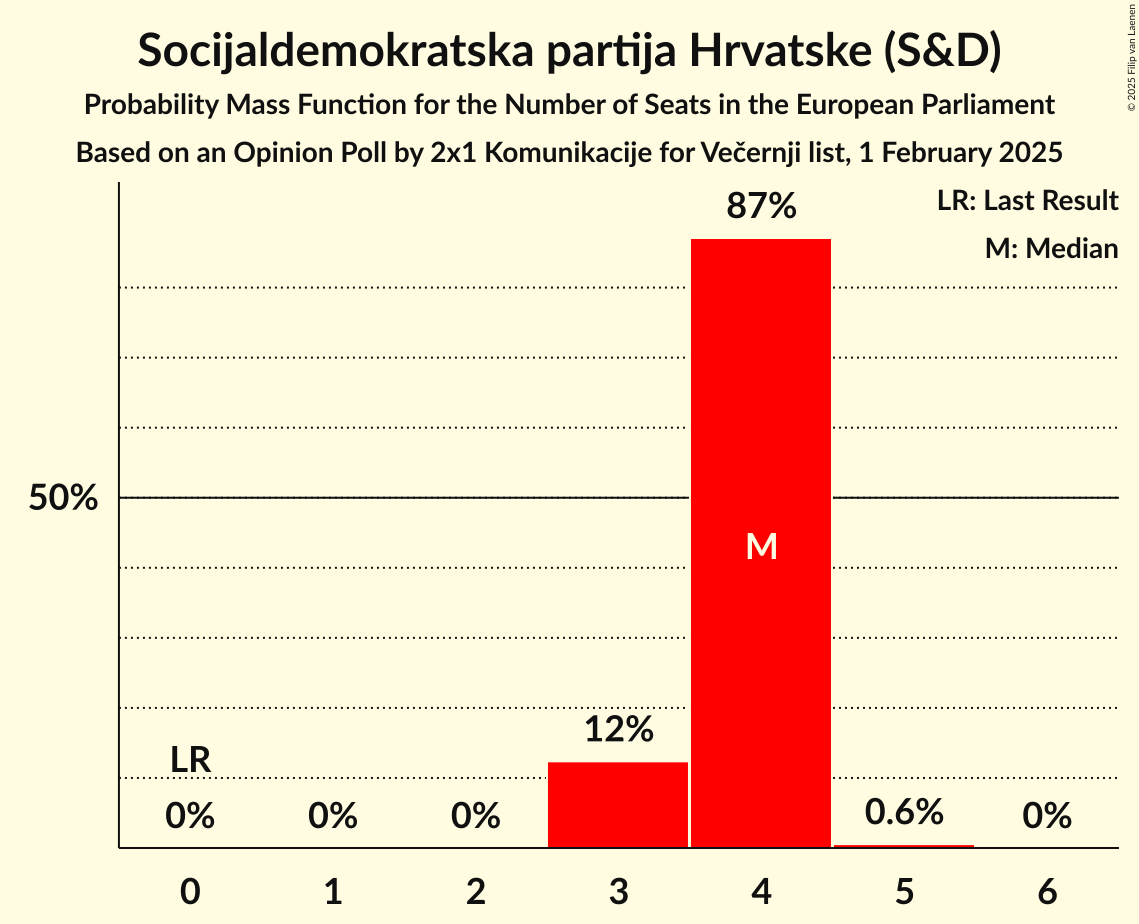 Socijaldemokratska partija Hrvatske (S&D)
Probability Mass Function for the Number of Seats in the European Parliament
Based on an Opinion Poll by 2x1 Komunikacije for Večernji list, 1 February 2025
© 2025 Filip van Laenen
LR: Last Result
M: Median
87%
50%
M
12%
LR
0%
0%
0%
0.6%
0%
0
1
2
3
4
5
6